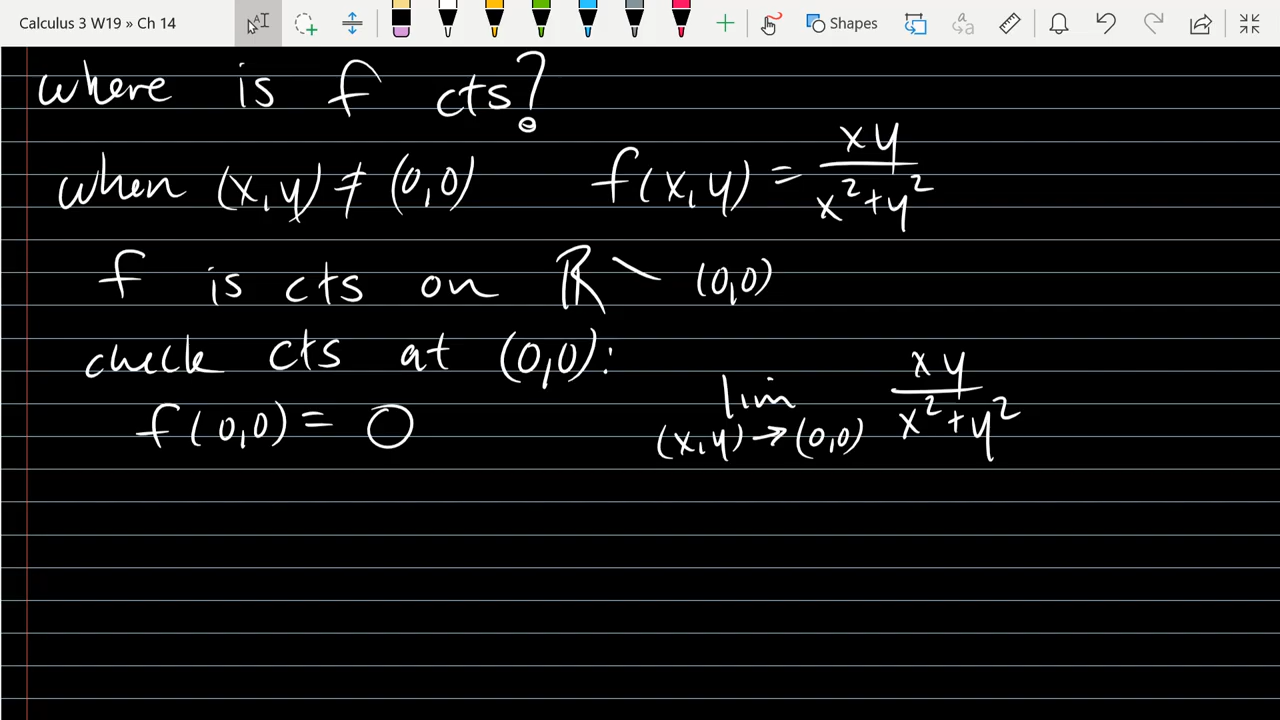 Calculus 3 W19 » Ch 14
Shapes
where is f cts?
when (x,y) ≠ (0,0) f(x,y) = xy / x²+y²
f is cts on ℝ \ (0,0)
check cts at (0,0):
f(0,0) = 0 lim (x,y)→(0,0) xy / x²+y²